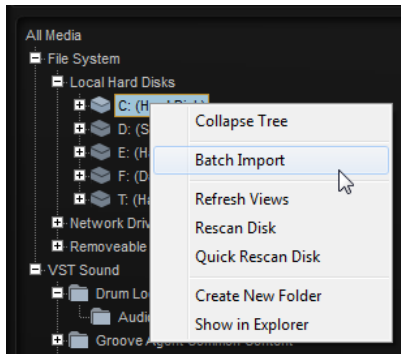 All Media
File System
Local Hard Disks
C: (Hard Disk)
D: (S
E: (H
F: (D
T: (Ha
Network Driv
Removeable
VST Sound
Drum Lo
Audi
Groove Agent Common Content
Collapse Tree
Batch Import
Refresh Views
Rescan Disk
Quick Rescan Disk
Create New Folder
Show in Explorer